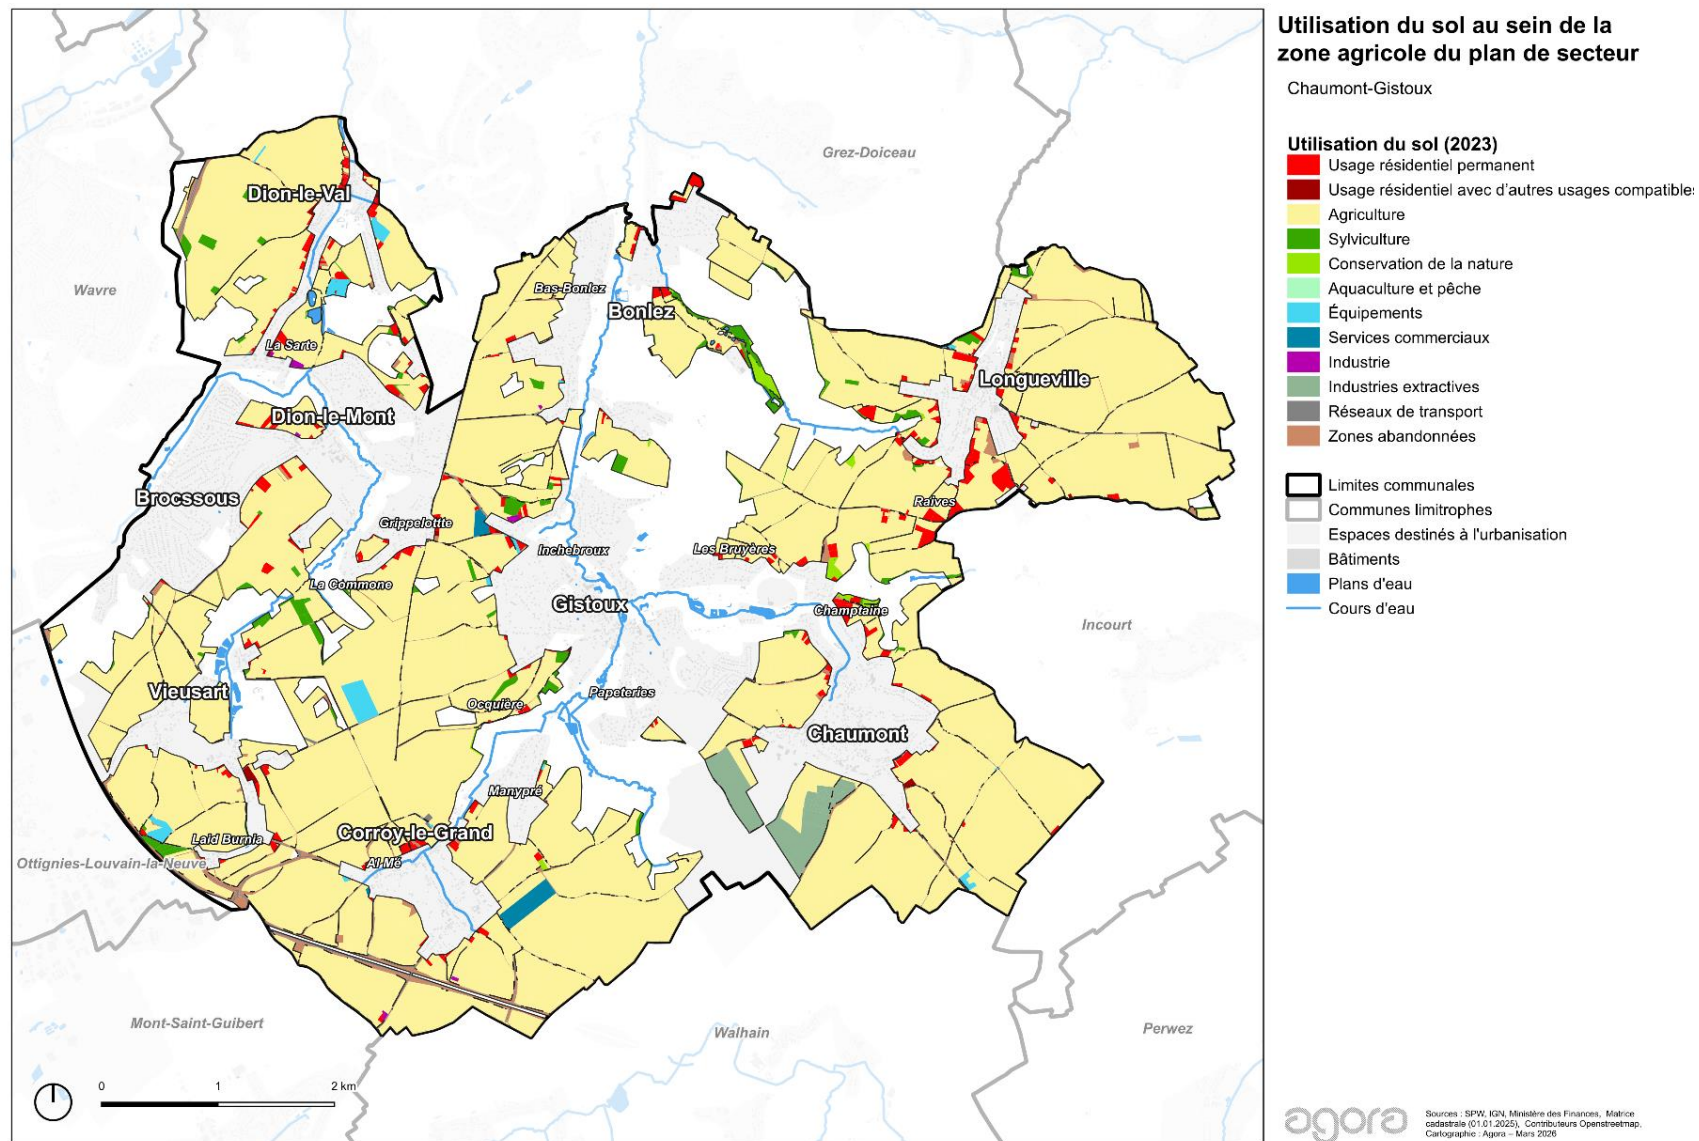 Utilisation du sol au sein de la
zone agricole du plan de secteur
Chaumont-Gistoux
Utilisation du sol (2023)
Usage résidentiel permanent
Usage résidentiel avec d'autres usages compatibles
Agriculture
Sylviculture
Conservation de la nature
Aquaculture et pêche
Équipements
Services commerciaux
Industrie
Industries extractives
Réseaux de transport
Zones abandonnées
Limites communales
Communes limitrophes
Espaces destinés à l'urbanisation
Bâtiments
Plans d'eau
Cours d'eau
Grez-Doiceau
Dion-le-Val
Wavre
Bas-Bonlez
Bonlez
La Sarte
Longueville
Dion-le-Mont
Brocssous
Raives
Grippelotte
Inchebroux
Les Bruyères
La Commone
Gistoux
Champtaine
Incourt
Vieusart
Ocquière
Papeteries
Chaumont
Manypré
Corroy-le-Grand
Laid Burnia
Al-Mé
Ottignies-Louvain-la-Neuve
Mont-Saint-Guibert
Walhain
Perwez
0 1 2 km
agora
Sources : SPW, IGN, Ministère des Finances, Matrice
cadastrale (01.01.2025), Contributeurs Openstreetmap,
Cartographie : Agora – Mars 2026